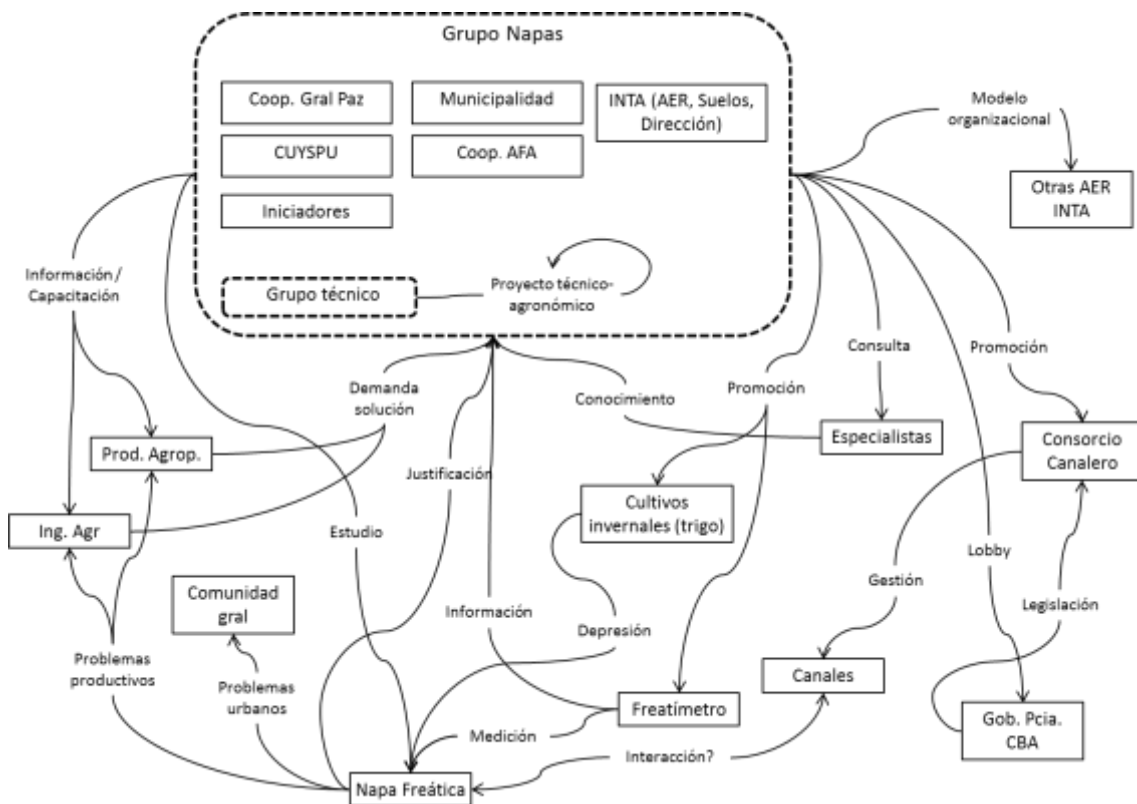 Grupo Napas
Coop. Gral Paz
Municipalidad
INTA (AER, Suelos,
Dirección)
CUYSPU
Coop. AFA
Iniciadores
Grupo técnico
Proyecto técnico-
agronómico
Modelo
organizacional
Otras AER
INTA
Información /
Capacitación
Demanda
solución
Conocimiento
Promoción
Consulta
Promoción
Prod. Agrop.
Justificación
Especialistas
Consorcio
Canalero
Ing. Agr
Estudio
Cultivos
invernales (trigo)
Lobby
Comunidad
gral
Información
Depresión
Gestión
Legislación
Problemas
productivos
Problemas
urbanos
Canales
Medición
Freatímetro
Gob. Pcia.
CBA
Interacción?
Napa Freática